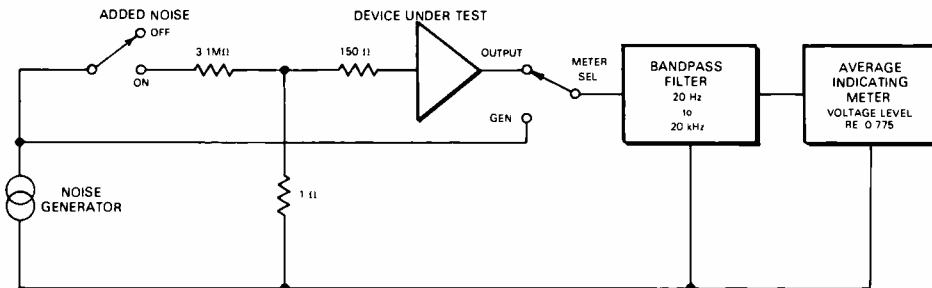 ADDED NOISE
OFF
ON
3 1MΩ
150 Ω
DEVICE UNDER TEST
OUTPUT
METER
SEL
GEN
BANDPASS
FILTER
20 Hz
to
20 kHz
AVERAGE
INDICATING
METER
VOLTAGE LEVEL
RE 0 775
NOISE
GENERATOR
1 Ω